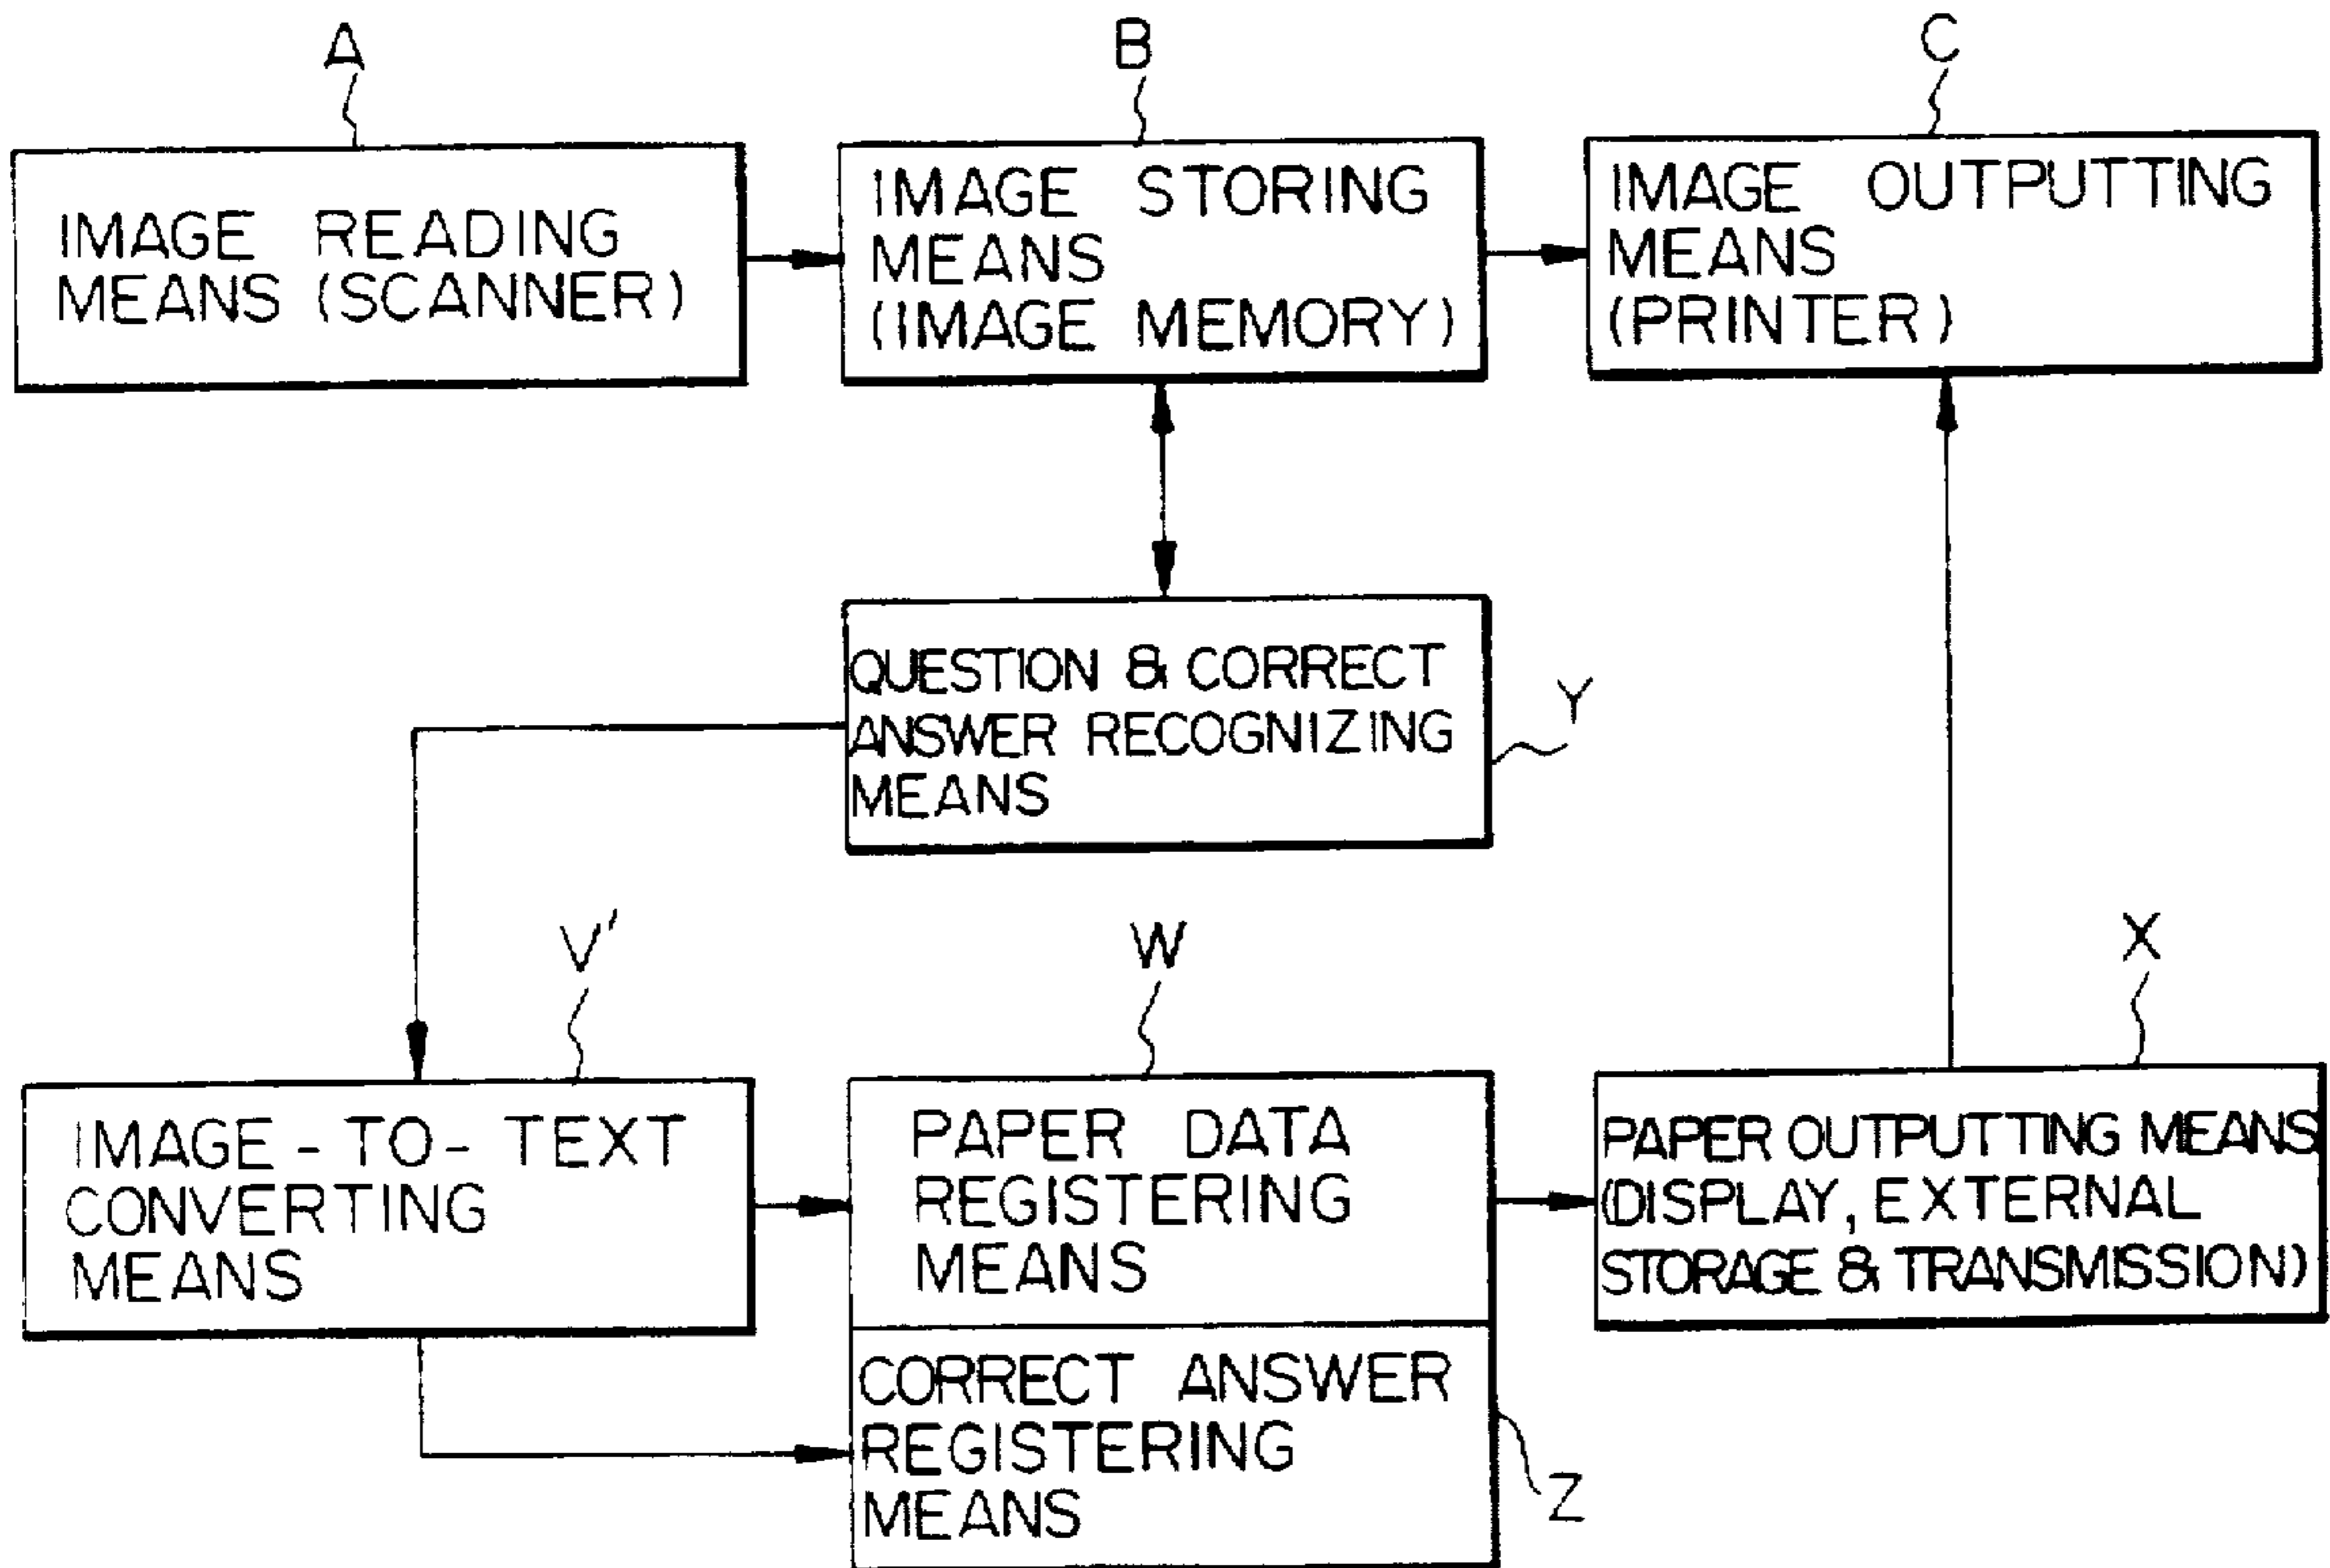 A
B
C
IMAGE READING
MEANS (SCANNER)
IMAGE STORING
MEANS
(IMAGE MEMORY)
IMAGE OUTPUTTING
MEANS
(PRINTER)
QUESTION & CORRECT
ANSWER RECOGNIZING
MEANS
Y
V'
W
X
IMAGE-TO-TEXT
CONVERTING
MEANS
PAPER DATA
REGISTERING
MEANS
PAPER OUTPUTTING MEANS
(DISPLAY, EXTERNAL
STORAGE & TRANSMISSION)
CORRECT ANSWER
REGISTERING
MEANS
Z